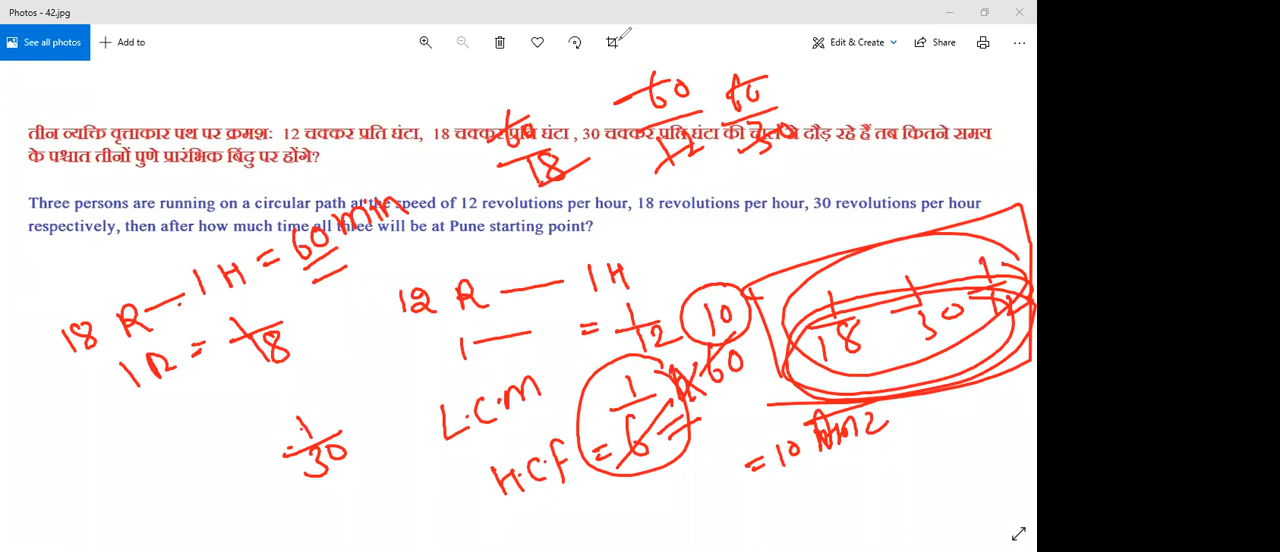 Photos - 42.jpg
See all photos
Add to
Edit & Create
Share
60/18
60/12
60/30
तीन व्यक्ति वृत्ताकार पथ पर क्रमशः 12 चक्कर प्रति घंटा, 18 चक्कर प्रति घंटा , 30 चक्कर प्रति घंटा की चाल से दौड़ रहे हैं तब कितने समय
के पश्चात तीनों पुणे प्रारंभिक बिंदु पर होंगे?
Three persons are running on a circular path at the speed of 12 revolutions per hour, 18 revolutions per hour, 30 revolutions per hour
respectively, then after how much time all three will be at Pune starting point?
18 R — 1 H = 60 min
1 R = 1/18
12 R — 1 H
1 — = 1/12
10
1/18 1/30 1/12
1/30
L.C.M
H.C.F = 1/6 × 60
= 10